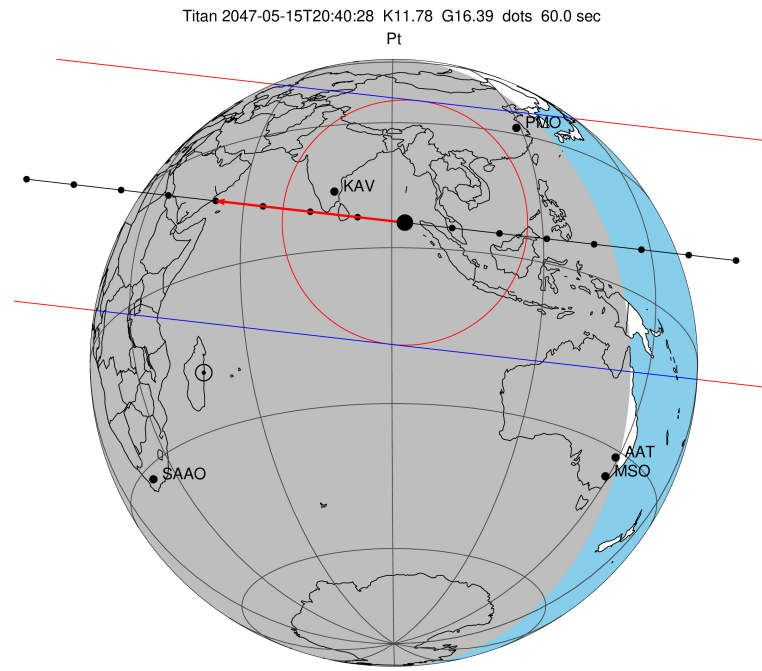 Titan 2047-05-15T20:40:28  K11.78  G16.39  dots  60.0 sec
Pt
PMO
KAV
AAT
MSO
SAAO